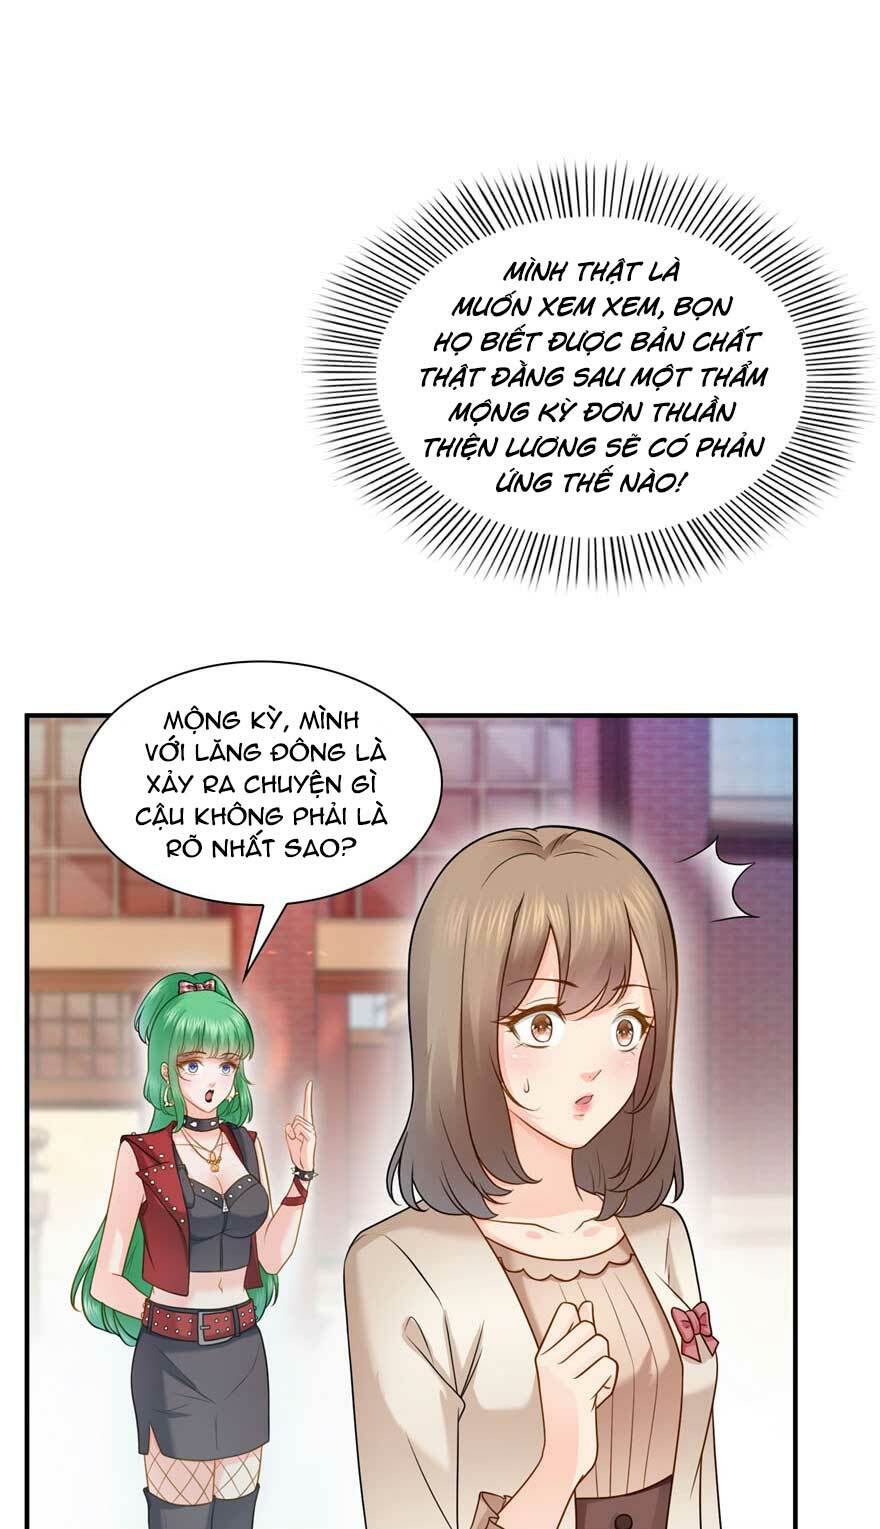 MÌNH THẬT LÀ
MUỐN XEM XEM, BỌN
HỌ BIẾT ĐƯỢC BẢN CHẤT
THẬT ĐẰNG SAU MỘT THẨM
MỘNG KỲ ĐƠN THUẦN
THIỆN LƯƠNG SẼ CÓ PHẢN
ỨNG THẾ NÀO!
MỘNG KỲ, MÌNH
VỚI LĂNG ĐÔNG LÀ
XẢY RA CHUYỆN GÌ
CẬU KHÔNG PHẢI LÀ
RÕ NHẤT SAO?